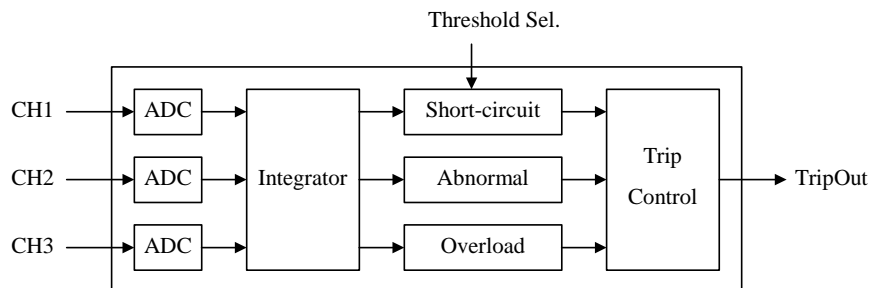 Threshold Sel.
CH1
ADC
Short-circuit
CH2
ADC
Integrator
Abnormal
Trip
Control
TripOut
CH3
ADC
Overload